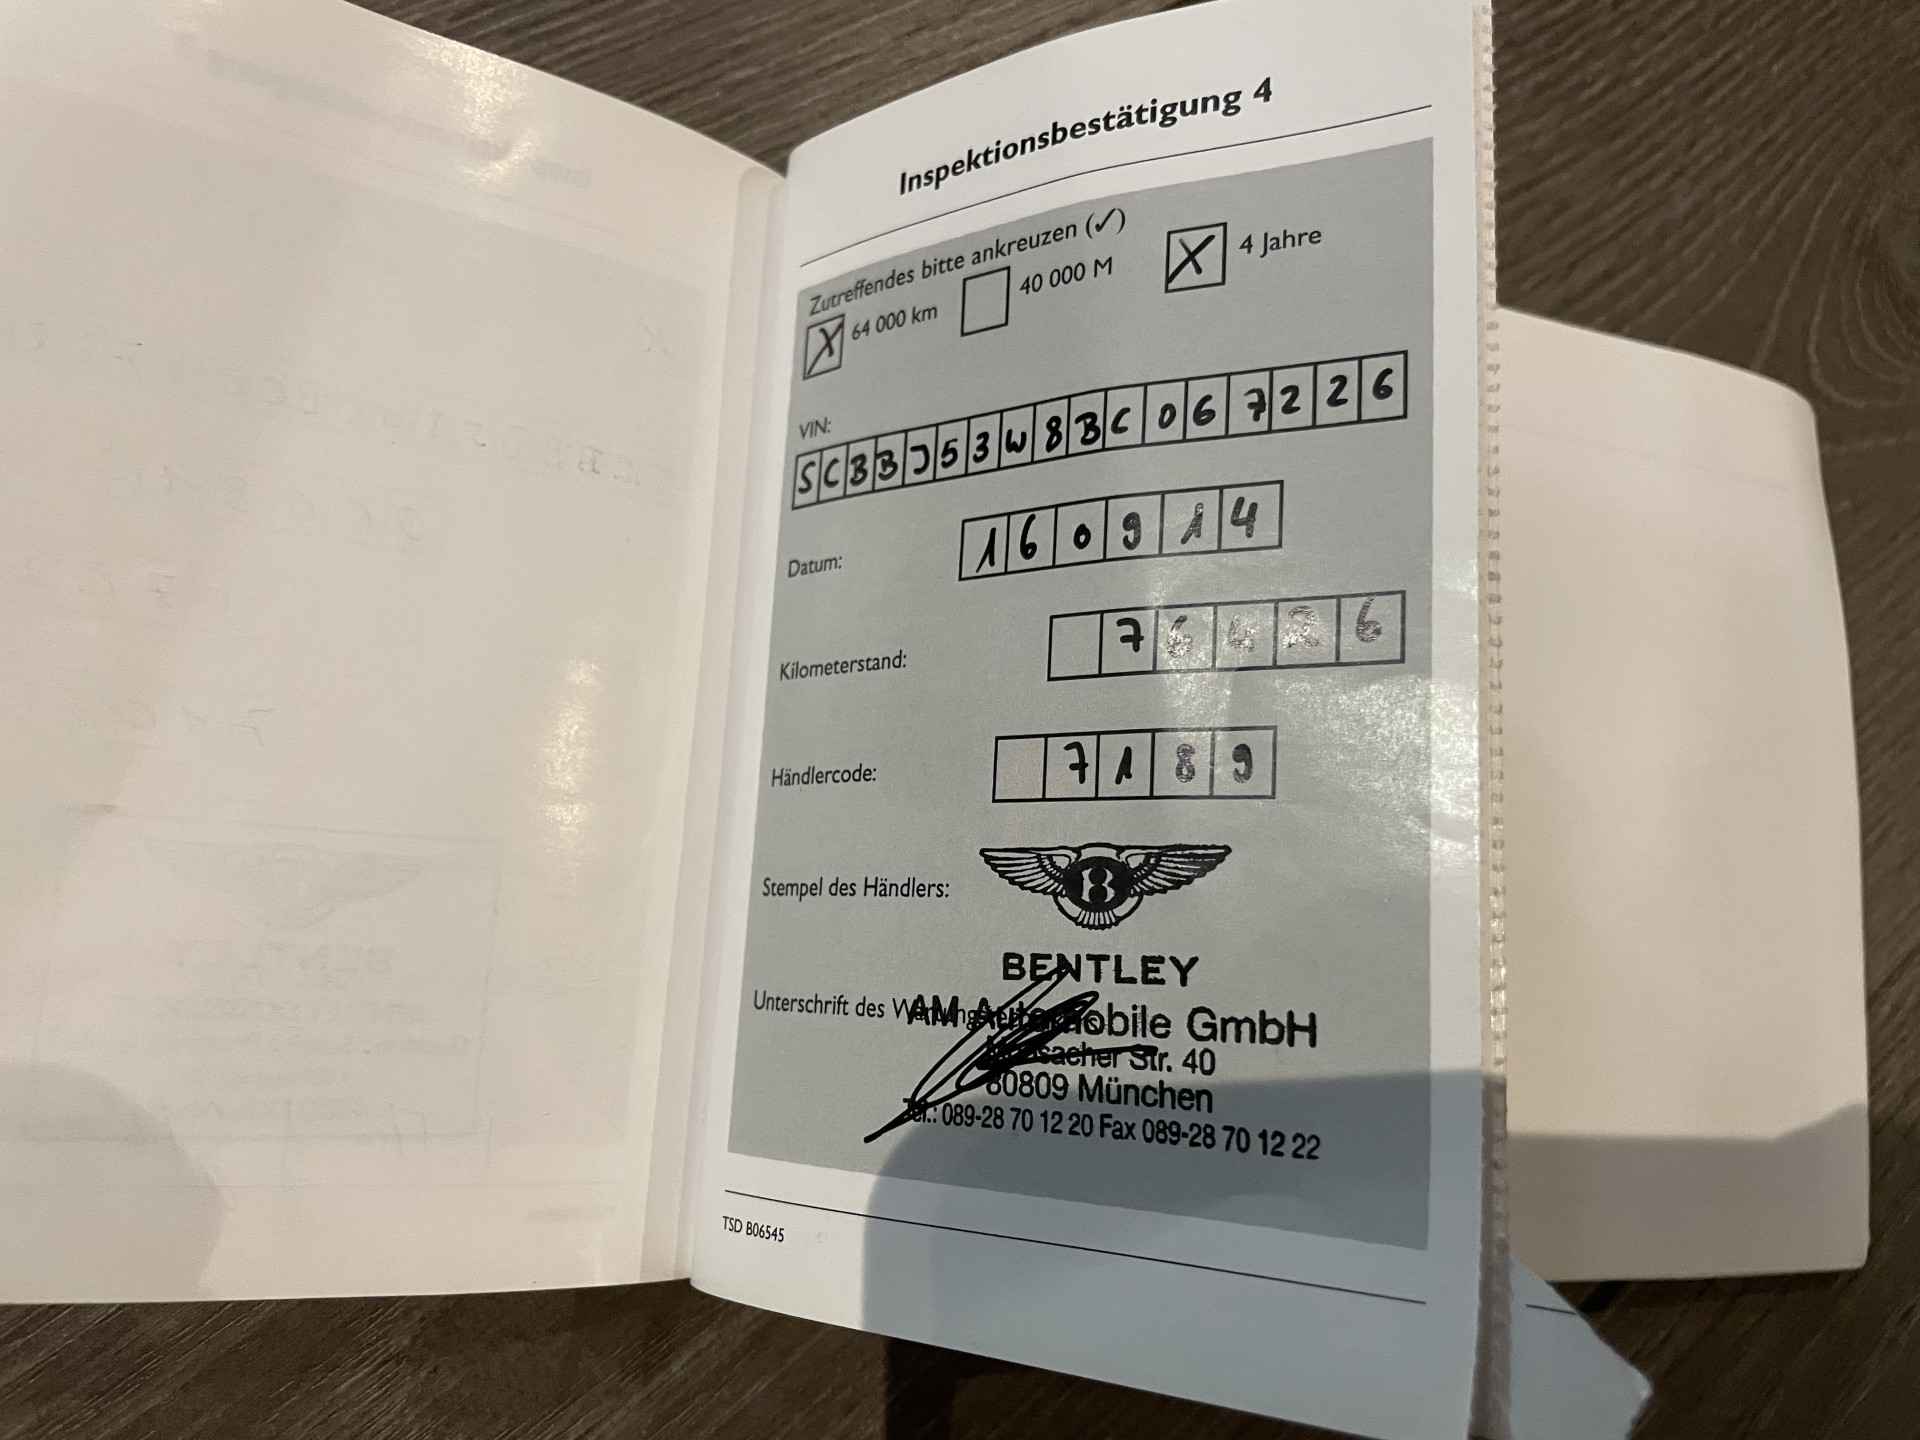 Inspektionsbestätigung 4
Zutreffendes bitte ankreuzen (✓)
X 64 000 km 40 000 M X 4 Jahre
VIN:
SCBBJ53W8BC067226
Datum: 160914
Kilometerstand: 76426
Händlercode: 7189
Stempel des Händlers:
B
BENTLEY
Unterschrift des
AM Automobile GmbH
Str. 40
80809 München
Tel.: 089-28 70 12 20 Fax 089-28 70 12 22
TSD B06545